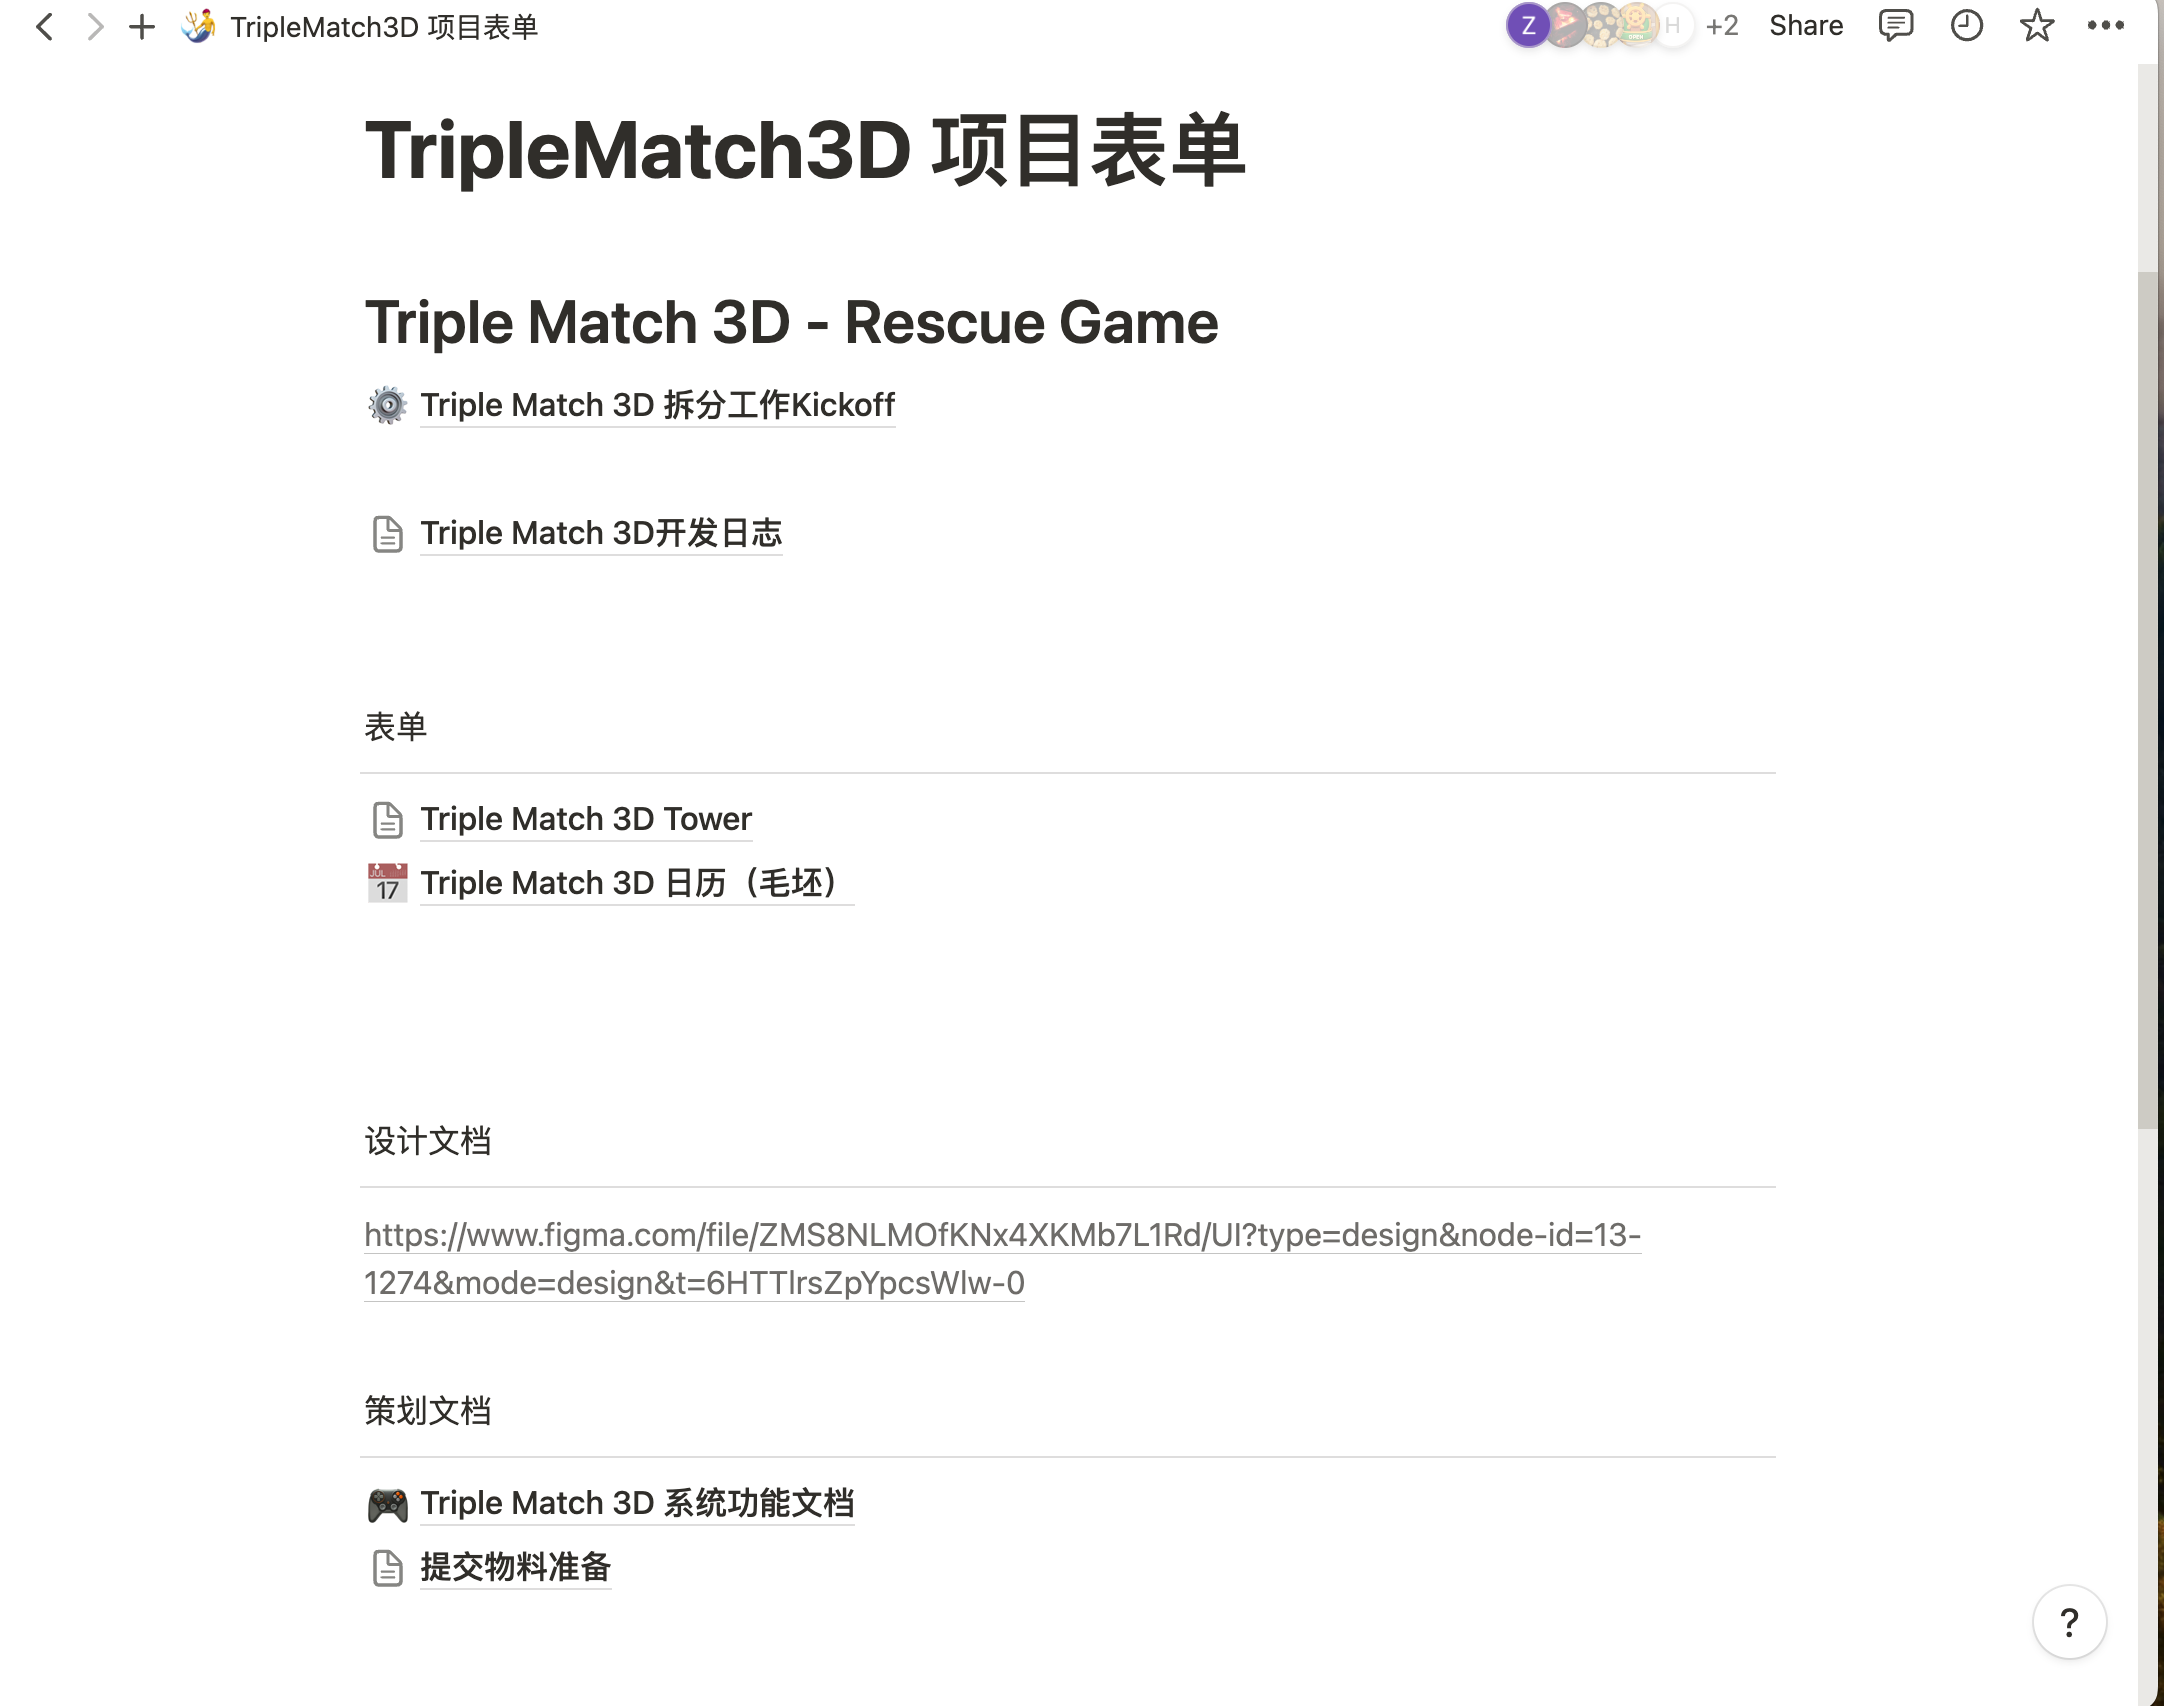 TripleMatch3D 项目表单
Z
H
+2
Share
TripleMatch3D 项目表单
Triple Match 3D - Rescue Game
Triple Match 3D 拆分工作Kickoff
Triple Match 3D开发日志
表单
Triple Match 3D Tower
JUL
17
Triple Match 3D 日历（毛坯）
设计文档
https://www.figma.com/file/ZMS8NLMOfKNx4XKMb7L1Rd/UI?type=design&node-id=13-
1274&mode=design&t=6HTTlrsZpYpcsWlw-0
策划文档
Triple Match 3D 系统功能文档
提交物料准备
?